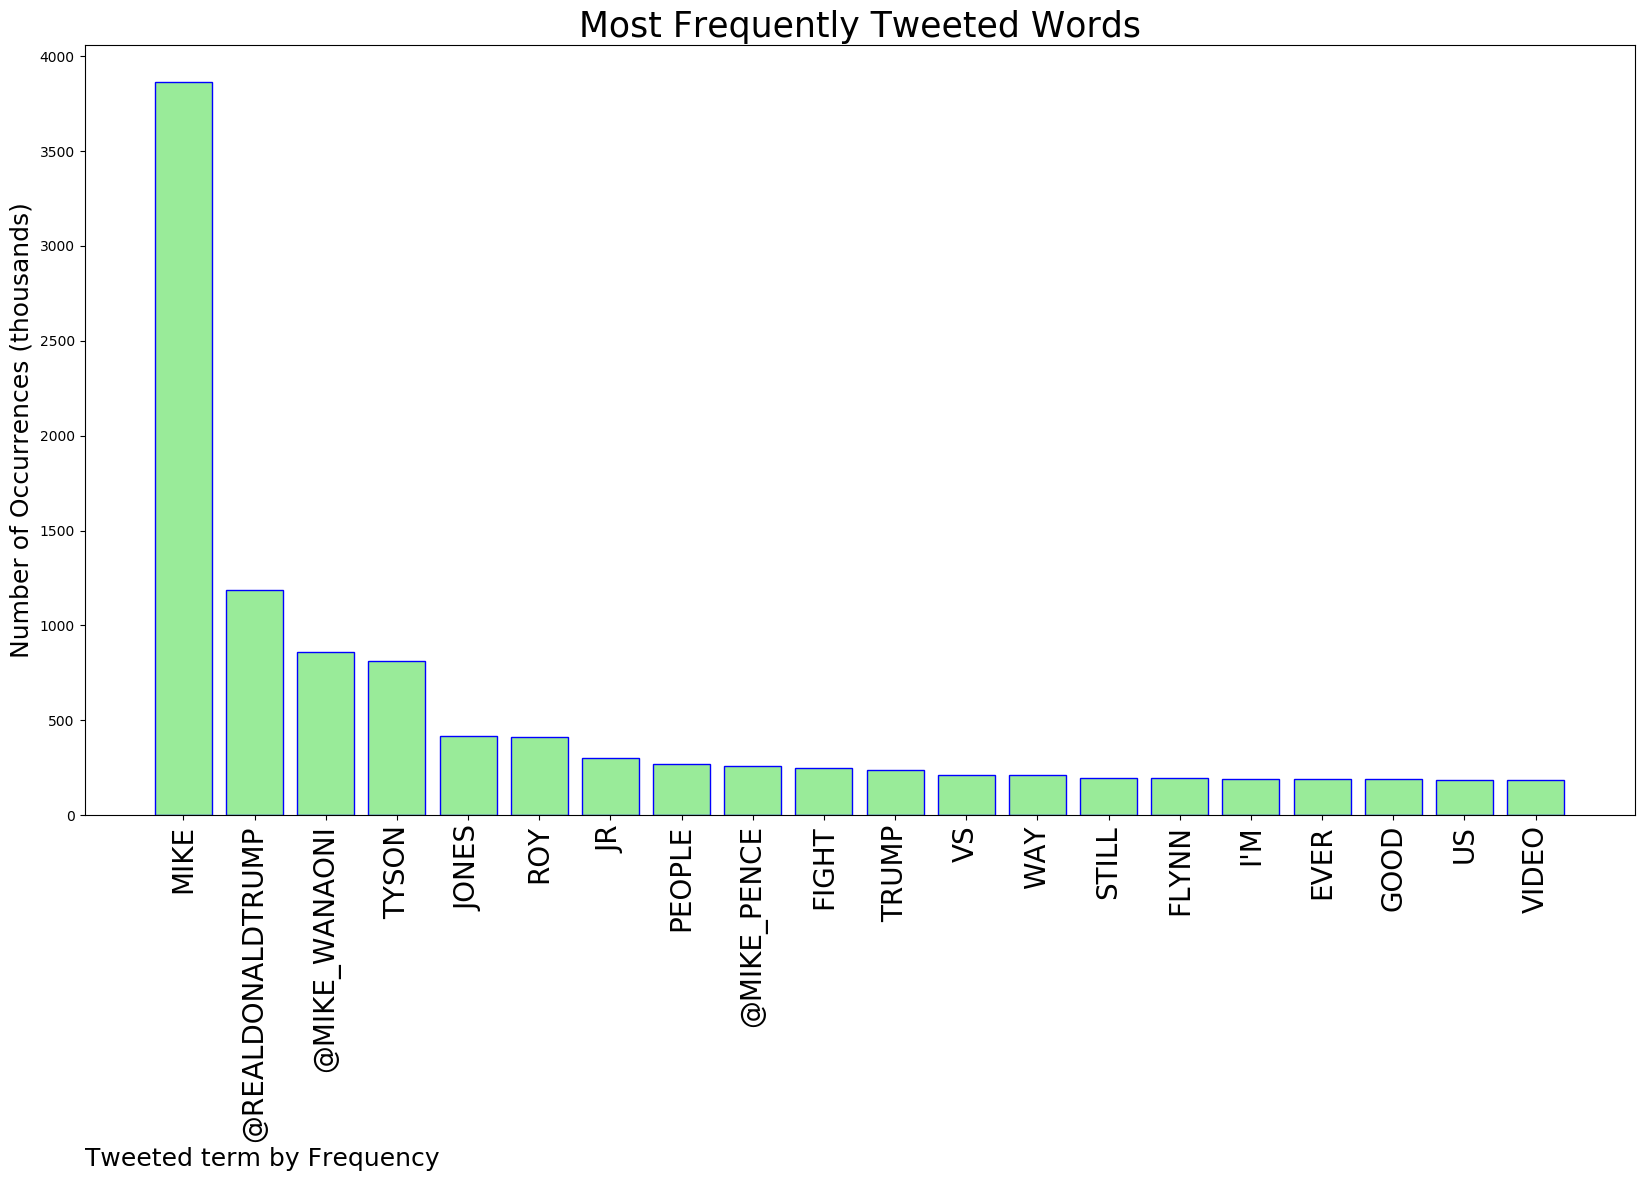 Most Frequently Tweeted Words
Number of Occurrences (thousands)
4000
3500
3000
2500
2000
1500
1000
500
0
MIKE
@REALDONALDTRUMP
@MIKE_WANAONI
TYSON
JONES
ROY
JR
PEOPLE
@MIKE_PENCE
FIGHT
TRUMP
VS
WAY
STILL
FLYNN
I'M
EVER
GOOD
US
VIDEO
Tweeted term by Frequency